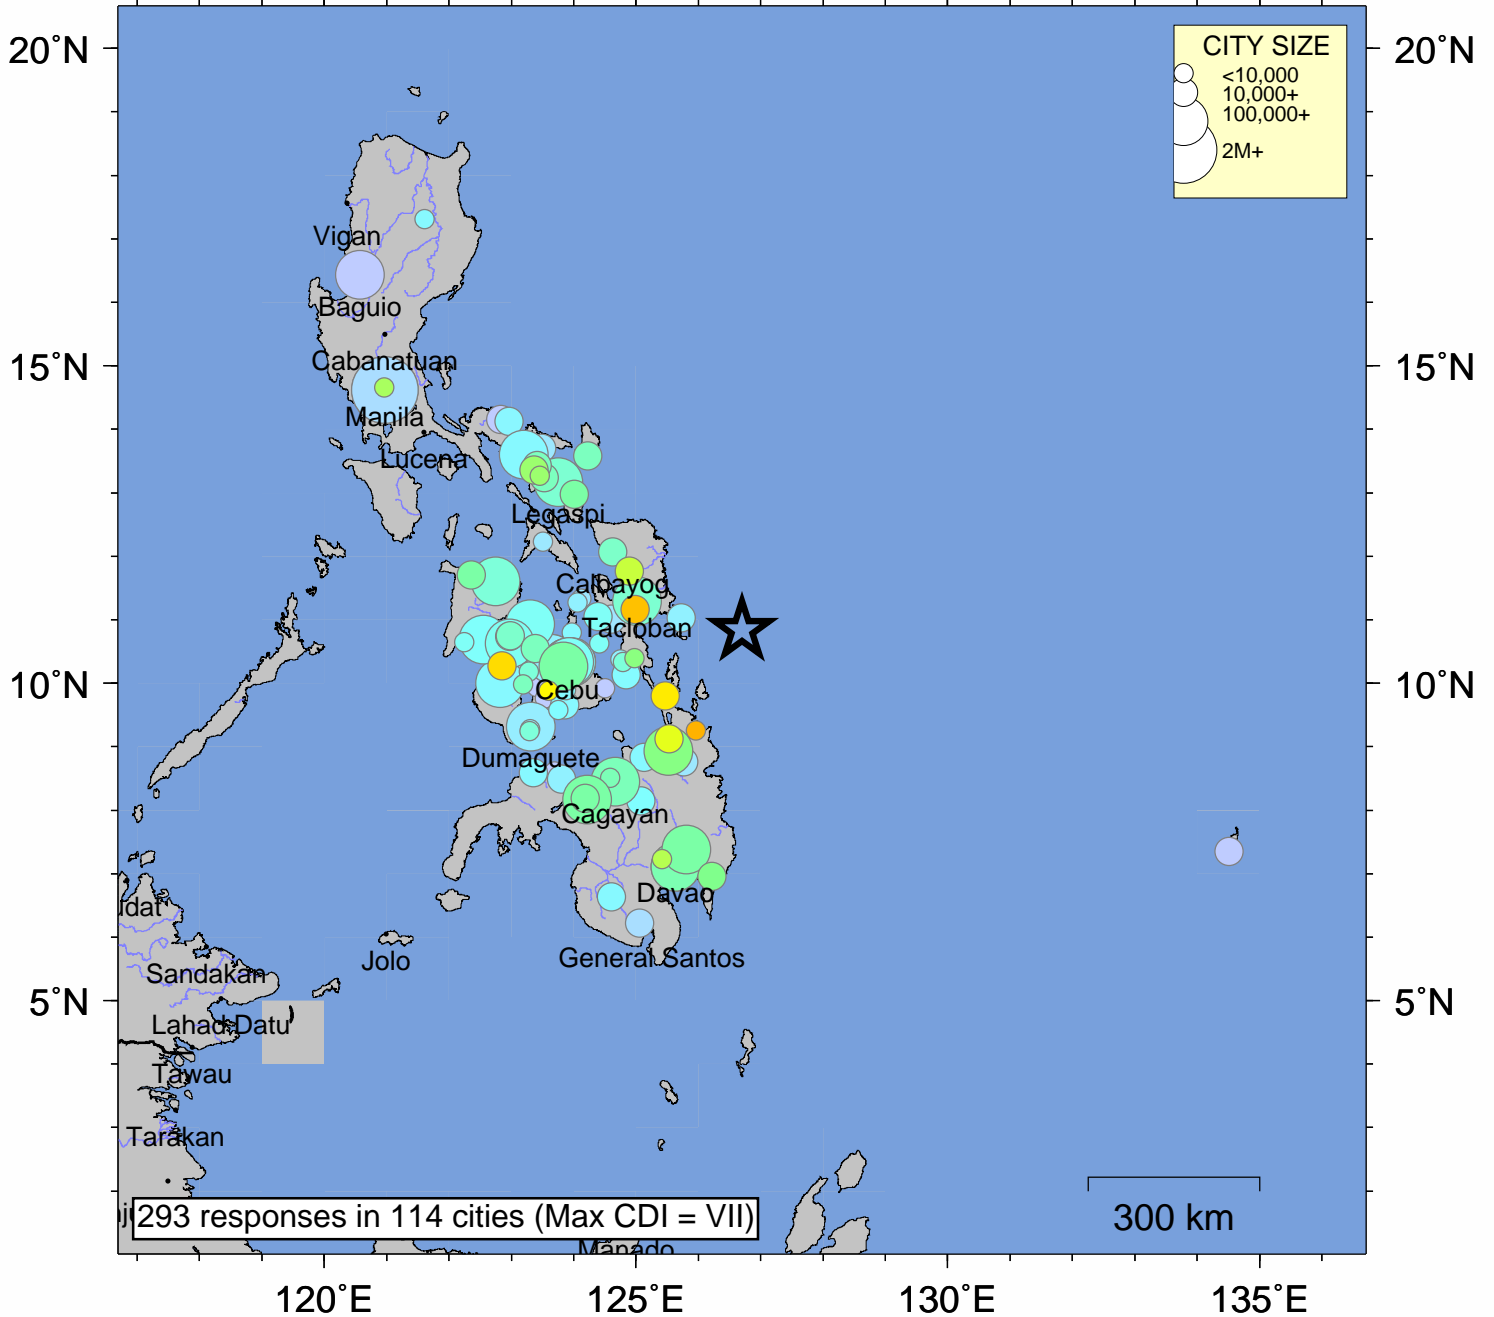 20°N
20°N
CITY SIZE
<10,000
10,000+
100,000+
2M+
Vigan
Baguio
15°N
Cabanatuan
15°N
Manila
Lucena
Legaspi
Calbayog
Tacloban
10°N
Cebu
10°N
Dumaguete
Cagayan
Davao
udat
General Santos
Jolo
Sandakan
5°N
5°N
Lahad Datu
Tawau
Tarakan
293 responses in 114 cities (Max CDI = VII)
300 km
Manado
120°E
125°E
130°E
135°E